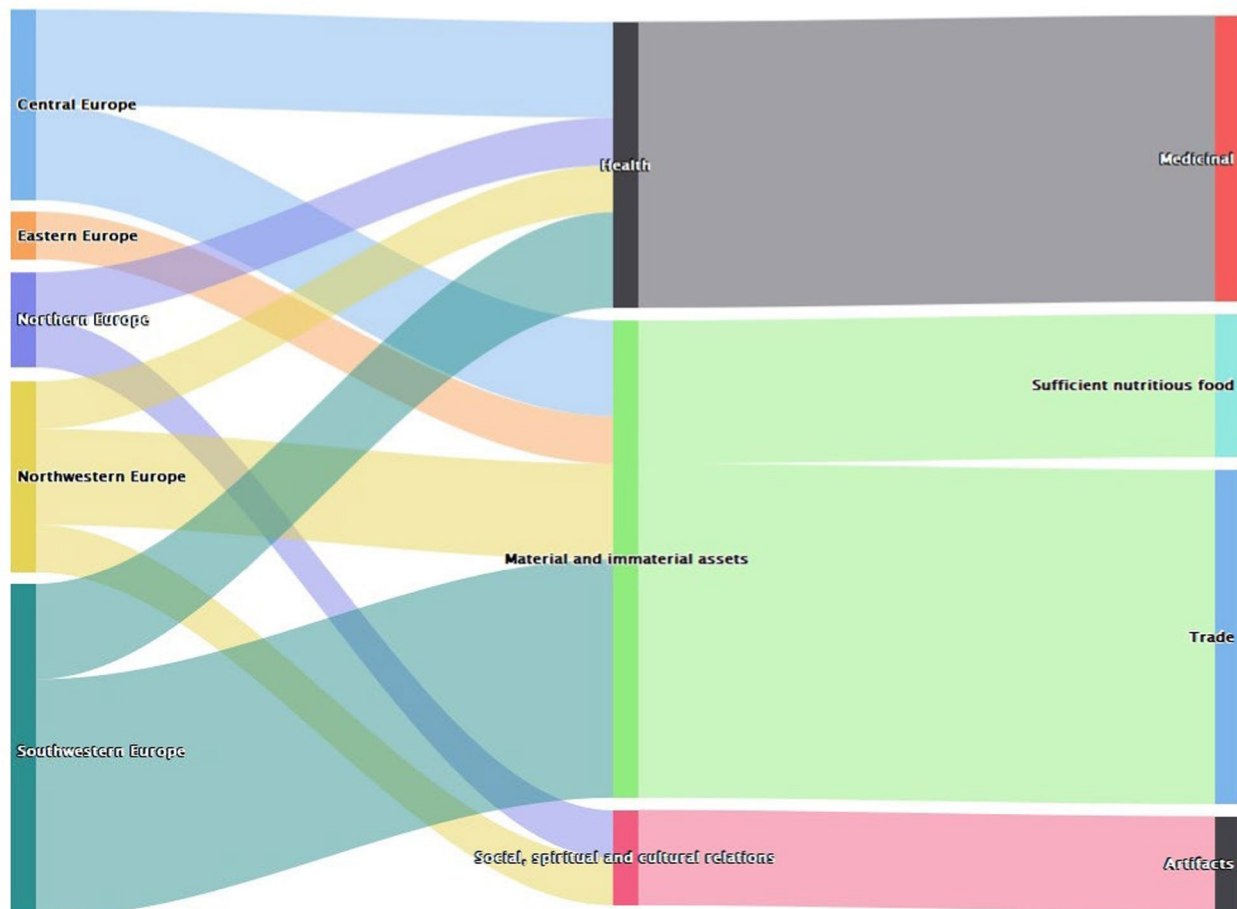 Central Europe
Eastern Europe
Northern Europe
Northwestern Europe
Southwestern Europe
Health
Material and immaterial assets
Social, spiritual and cultural relations
Medicinal
Sufficient nutritious food
Trade
Artifacts